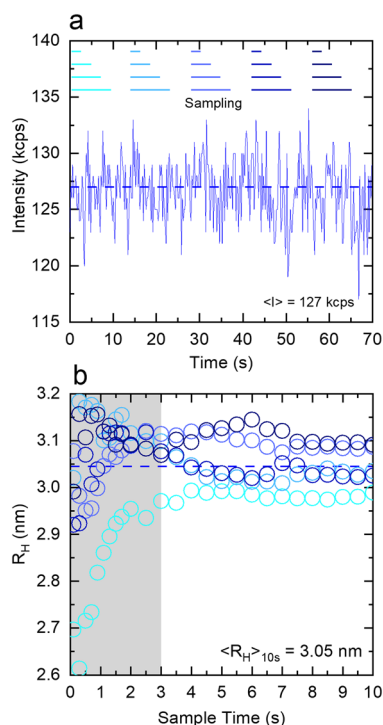 a
140
135
130
125
120
115
Intensity (kcps)
Sampling
<I> = 127 kcps
0 10 20 30 40 50 60 70
Time (s)
b
3.2
3.1
3.0
2.9
2.8
2.7
2.6
R_H (nm)
<R_H>_10s = 3.05 nm
0 1 2 3 4 5 6 7 8 9 10
Sample Time (s)